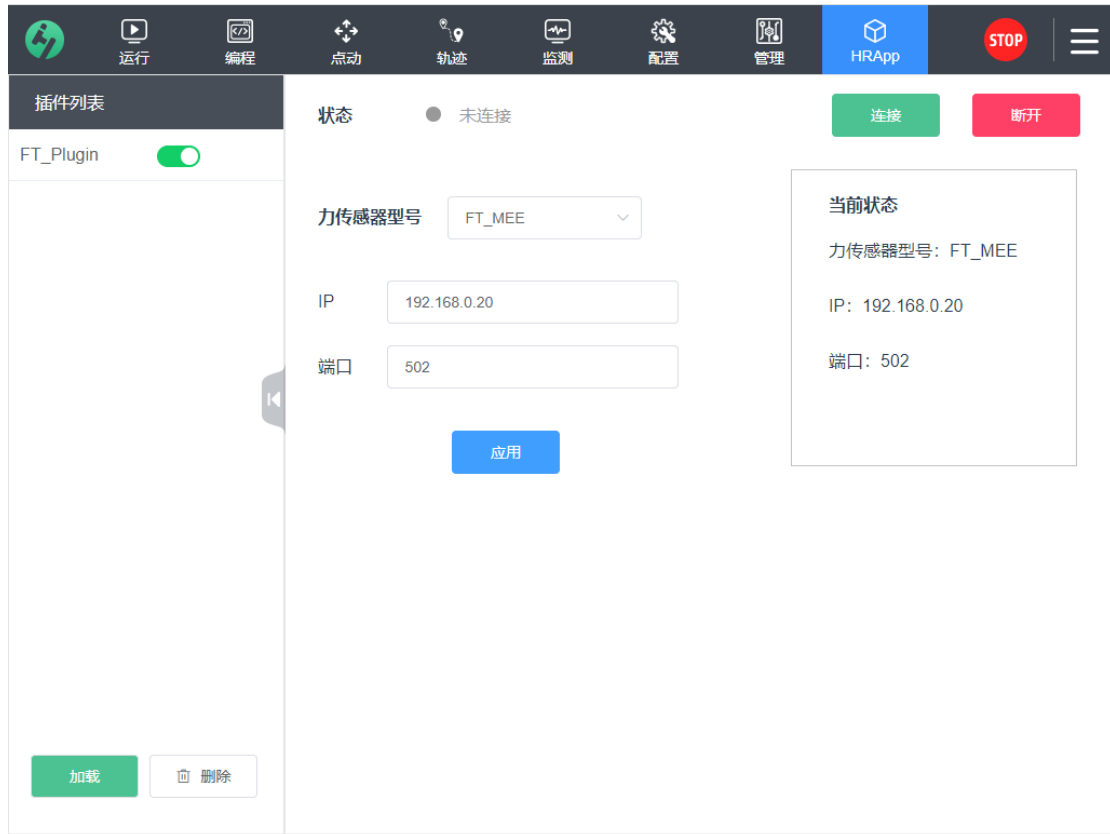 运行 编程 点动 轨迹 监测 配置 管理 HRApp STOP
插件列表
FT_Plugin
加载 删除
状态 未连接 连接 断开
力传感器型号 FT_MEE
IP 192.168.0.20
端口 502
应用
当前状态
力传感器型号：FT_MEE
IP：192.168.0.20
端口：502